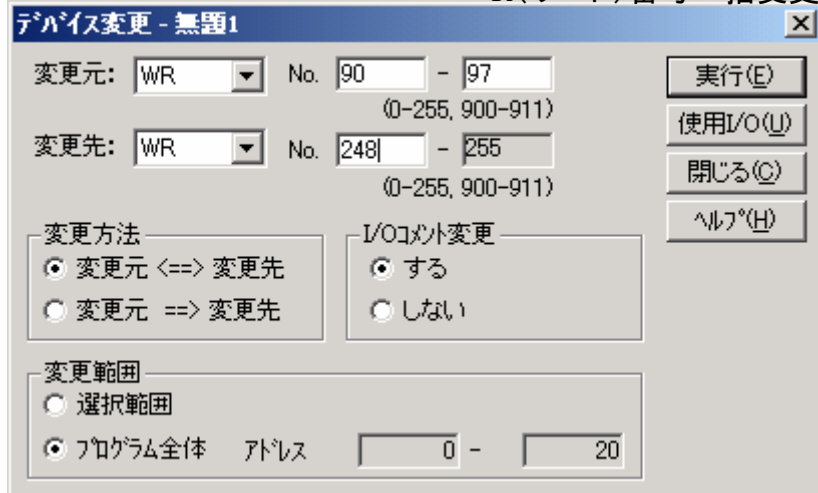 ﾃﾞﾊﾞｲｽ変更 - 無題1
変更元: WR No. 90 - 97
(0-255, 900-911)
変更先: WR No. 248 - 255
(0-255, 900-911)
実行(E)
使用I/O(U)
閉じる(C)
ﾍﾙﾌﾟ(H)
変更方法
変更元 <==> 変更先
変更元 ==> 変更先
I/Oｺﾒﾝﾄ変更
する
しない
変更範囲
選択範囲
ﾌﾟﾛｸﾞﾗﾑ全体 ｱﾄﾞﾚｽ 0 - 20